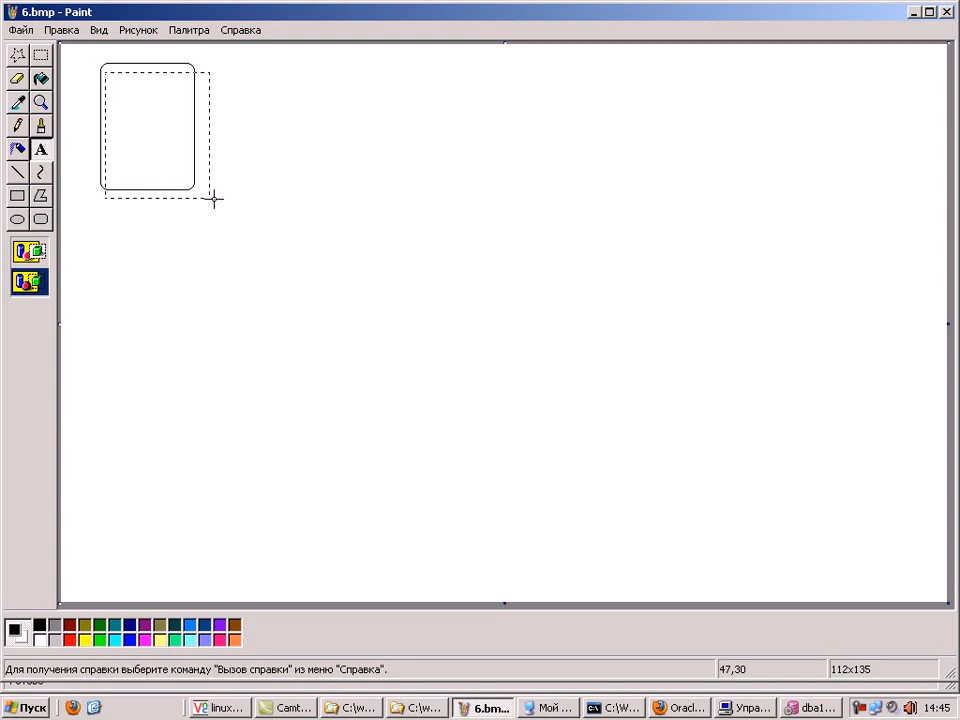 6.bmp - Paint
Файл Правка Вид Рисунок Палитра Справка
A
Для получения справки выберите команду "Вызов справки" из меню "Справка".
47,30
112x135
Пуск
linux...
Camt...
C:\w...
C:\w...
6.bm...
Мой ...
C:\W...
Oracl...
Упра...
dba1...
14:45